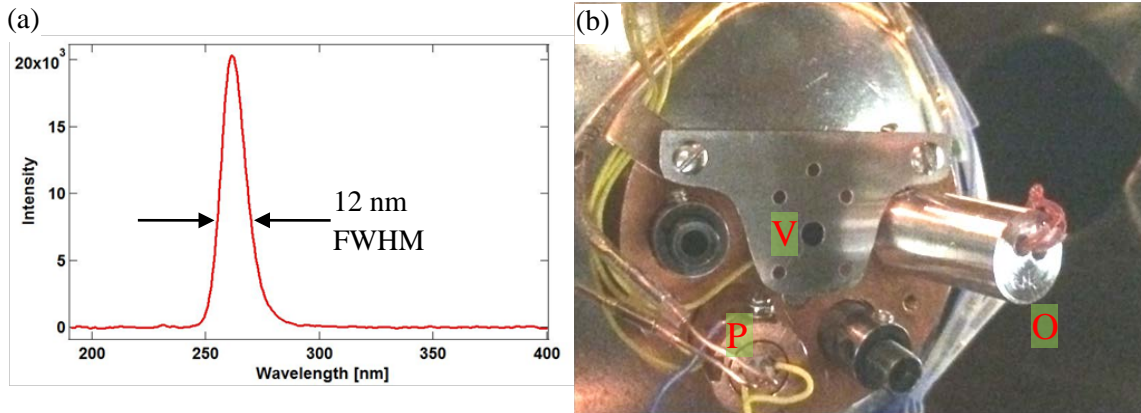 (a)
20x10³
15
10
5
0
Intensity
200
250
300
350
400
Wavelength [nm]
12 nm
FWHM
(b)
V
P
O